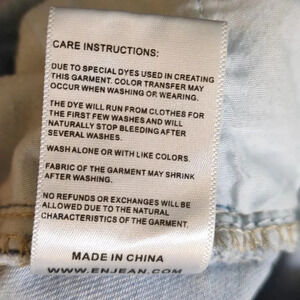 CARE INSTRUCTIONS:
DUE TO SPECIAL DYES USED IN CREATING
THIS GARMENT. COLOR TRANSFER MAY
OCCUR WHEN WASHING OR WEARING.
THE DYE WILL RUN FROM CLOTHES FOR
THE FIRST FEW WASHES AND WILL
NATURALLY STOP BLEEDING AFTER
SEVERAL WASHES.
WASH ALONE OR WITH LIKE COLORS.
FABRIC OF THE GARMENT MAY SHRINK
AFTER WASHING.
NO REFUNDS OR EXCHANGES WILL BE
ALLOWED DUE TO THE NATURAL
CHARACTERISTICS OF THE GARMENT.
MADE IN CHINA
WWW.ENJEAN.COM